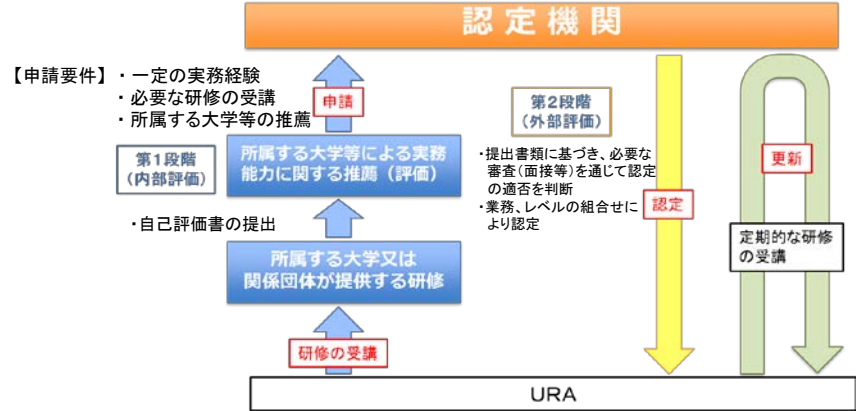 認定機関
【申請要件】・一定の実務経験
・必要な研修の受講
・所属する大学等の推薦
申請
第1段階
(内部評価)
所属する大学等による実務
能力に関する推薦(評価)
・自己評価書の提出
所属する大学又は
関係団体が提供する研修
研修の受講
第2段階
(外部評価)
・提出書類に基づき、必要な
審査(面接等)を通じて認定
の適否を判断
・業務、レベルの組合せに
より認定
認定
更新
定期的な研修
の受講
URA